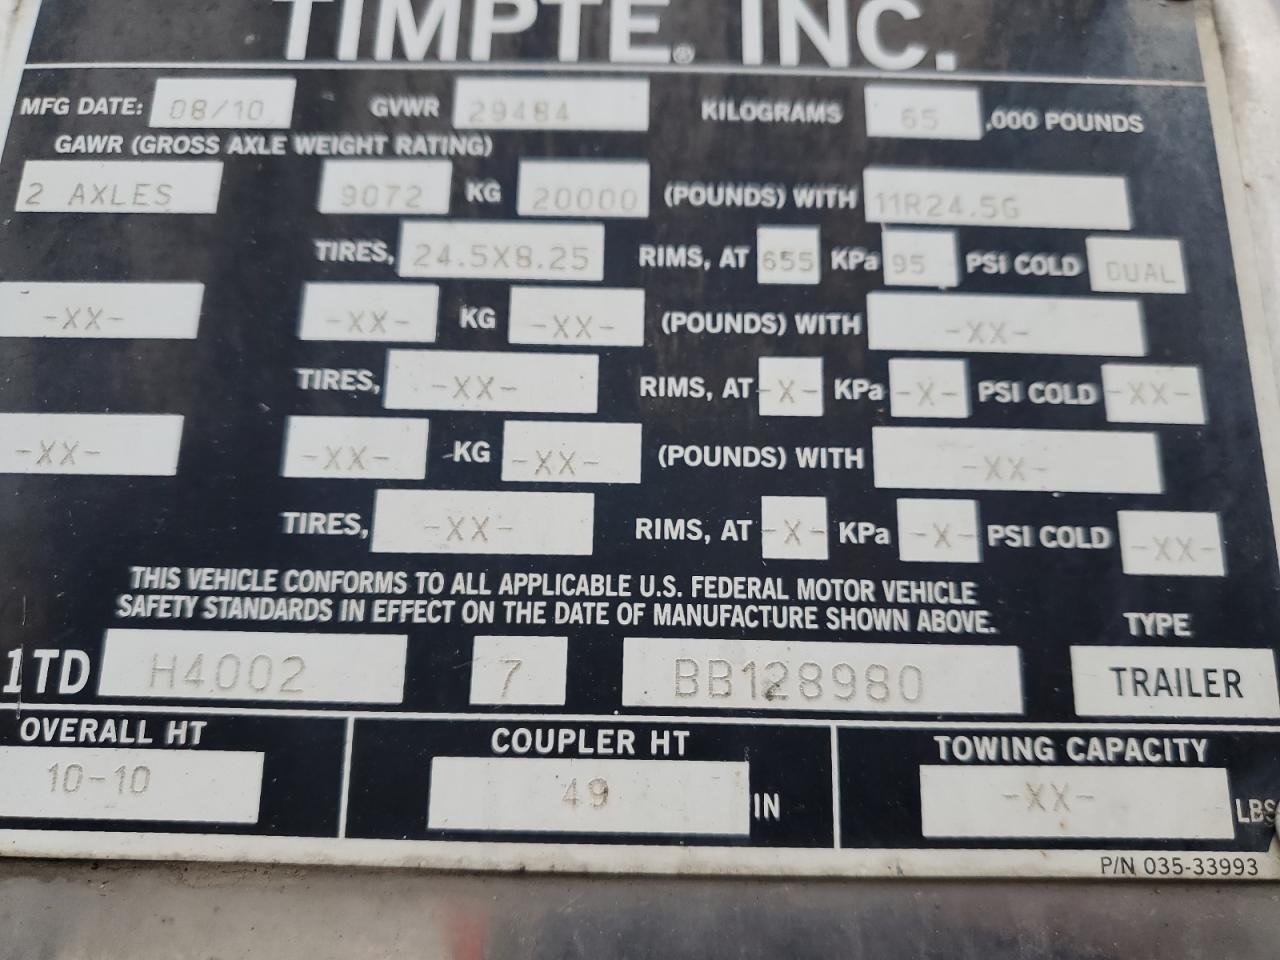 TIMPTE® INC.
MFG DATE: 08/10 GVWR 29484 KILOGRAMS 65 ,000 POUNDS
GAWR (GROSS AXLE WEIGHT RATING)
2 AXLES 9072 KG 20000 (POUNDS) WITH 11R24.5G
TIRES, 24.5X8.25 RIMS, AT 655 KPa 95 PSI COLD DUAL
-XX- -XX- KG -XX- (POUNDS) WITH -XX-
TIRES, -XX- RIMS, AT -X- KPa -X- PSI COLD -XX-
-XX- -XX- KG -XX- (POUNDS) WITH -XX-
TIRES, -XX- RIMS, AT -X- KPa -X- PSI COLD -XX-
THIS VEHICLE CONFORMS TO ALL APPLICABLE U.S. FEDERAL MOTOR VEHICLE
SAFETY STANDARDS IN EFFECT ON THE DATE OF MANUFACTURE SHOWN ABOVE.
TYPE
1TD H4002 7 BB128980 TRAILER
OVERALL HT COUPLER HT TOWING CAPACITY
10-10 49 IN -XX- LBS
P/N 035-33993